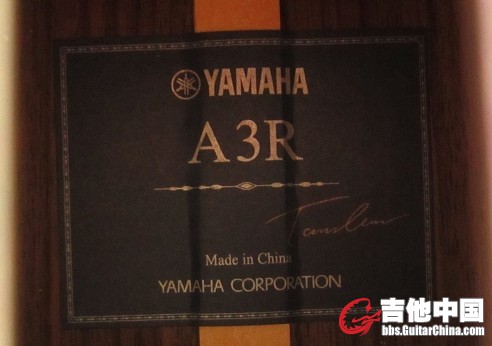 YAMAHA
A3R
Made in China
YAMAHA CORPORATION
吉他中国
bbs.GuitarChina.com